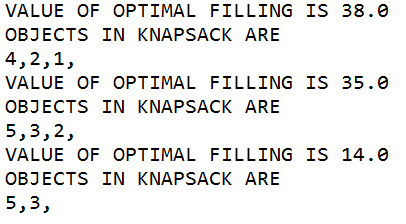 VALUE OF OPTIMAL FILLING IS 38.0
OBJECTS IN KNAPSACK ARE
4,2,1,
VALUE OF OPTIMAL FILLING IS 35.0
OBJECTS IN KNAPSACK ARE
5,3,2,
VALUE OF OPTIMAL FILLING IS 14.0
OBJECTS IN KNAPSACK ARE
5,3,